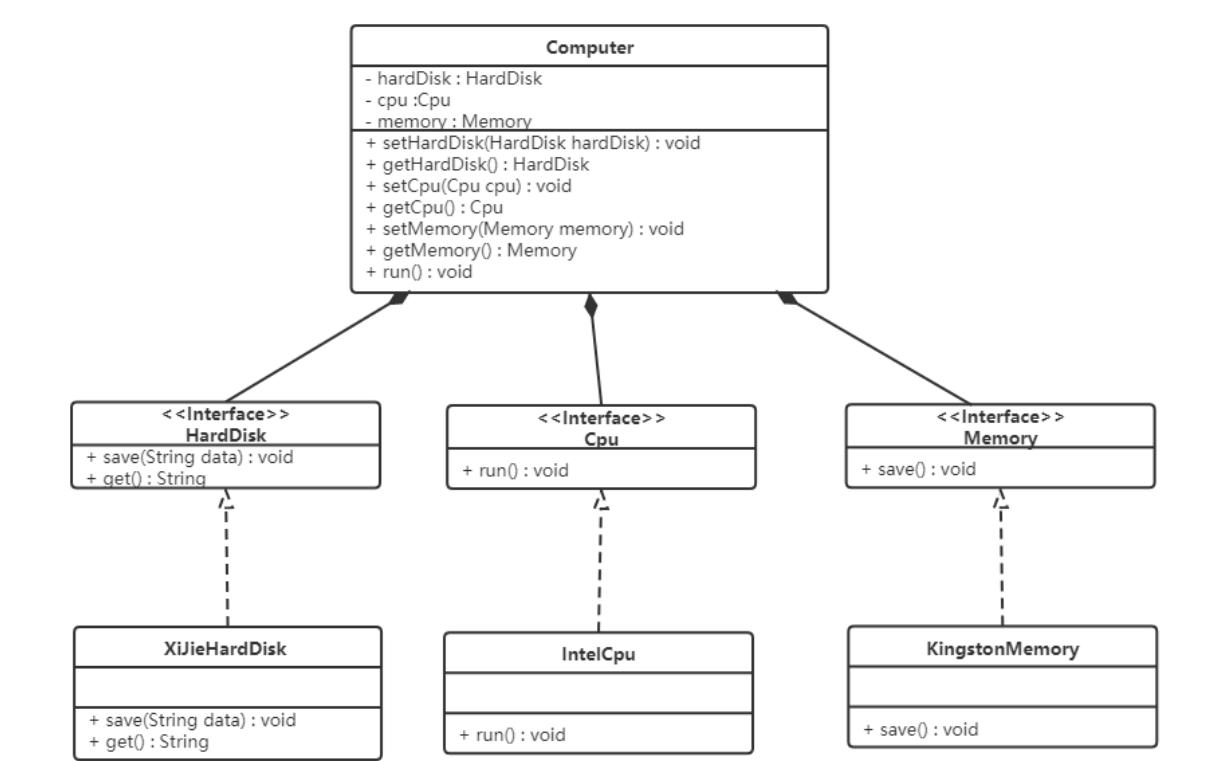 Computer
- hardDisk : HardDisk
- cpu :Cpu
- memory : Memory
+ setHardDisk(HardDisk hardDisk) : void
+ getHardDisk() : HardDisk
+ setCpu(Cpu cpu) : void
+ getCpu() : Cpu
+ setMemory(Memory memory) : void
+ getMemory() : Memory
+ run() : void
<<Interface>>
HardDisk
+ save(String data) : void
+ get() : String
<<Interface>>
Cpu
+ run() : void
<<Interface>>
Memory
+ save() : void
XiJieHardDisk
+ save(String data) : void
+ get() : String
IntelCpu
+ run() : void
KingstonMemory
+ save() : void